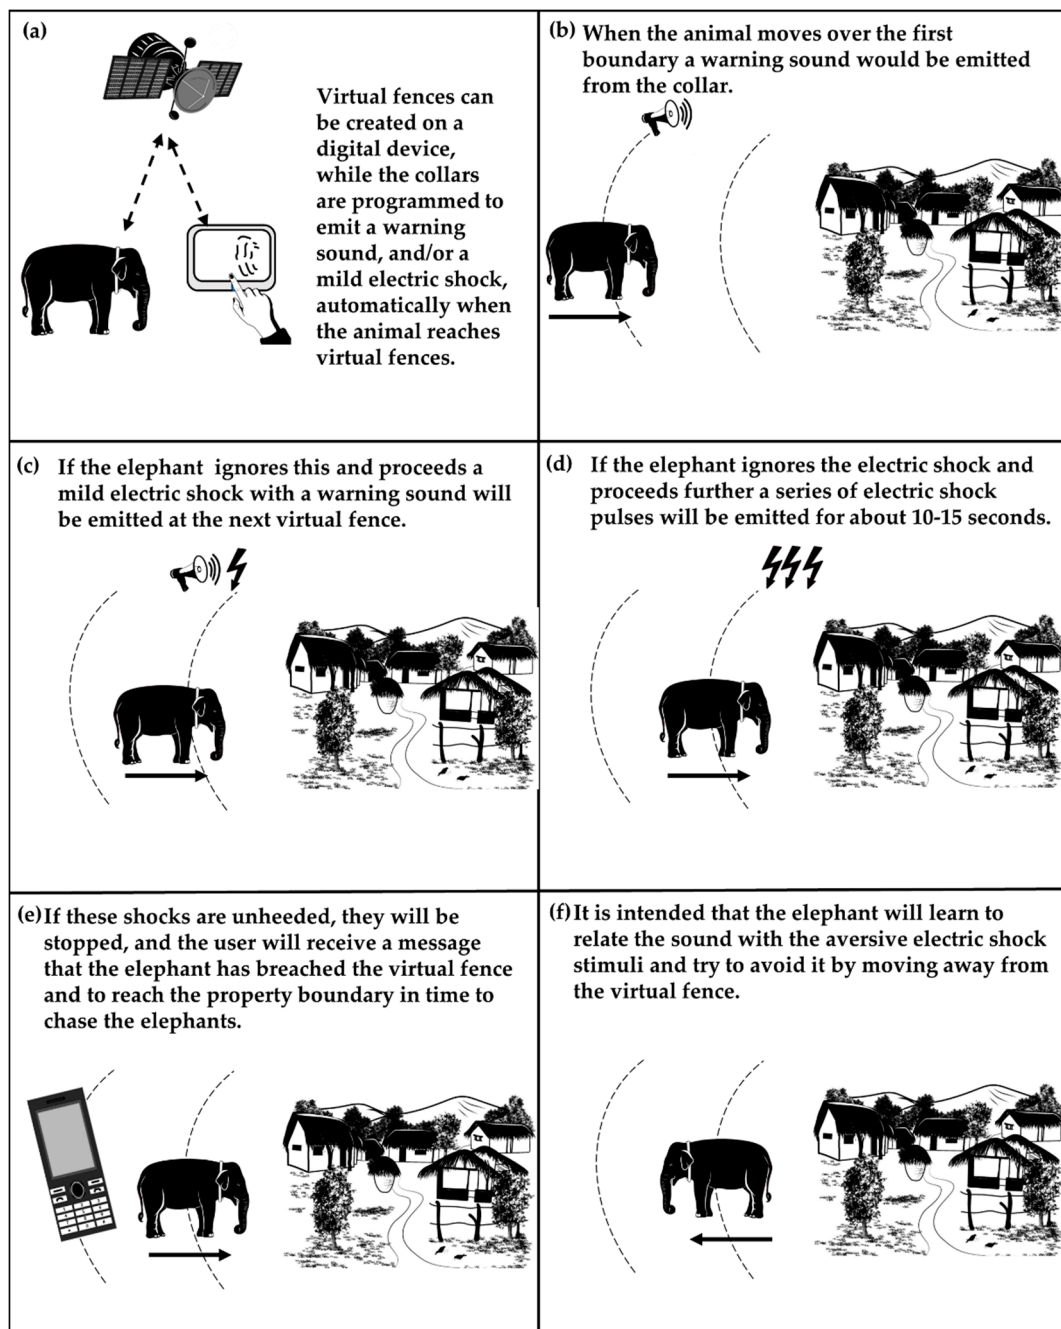 (a)
Virtual fences can
be created on a
digital device,
while the collars
are programmed to
emit a warning
sound, and/or a
mild electric shock,
automatically when
the animal reaches
virtual fences.
(b) When the animal moves over the first
boundary a warning sound would be emitted
from the collar.
(c) If the elephant ignores this and proceeds a
mild electric shock with a warning sound will
be emitted at the next virtual fence.
(d) If the elephant ignores the electric shock and
proceeds further a series of electric shock
pulses will be emitted for about 10-15 seconds.
(e) If these shocks are unheeded, they will be
stopped, and the user will receive a message
that the elephant has breached the virtual fence
and to reach the property boundary in time to
chase the elephants.
(f) It is intended that the elephant will learn to
relate the sound with the aversive electric shock
stimuli and try to avoid it by moving away from
the virtual fence.